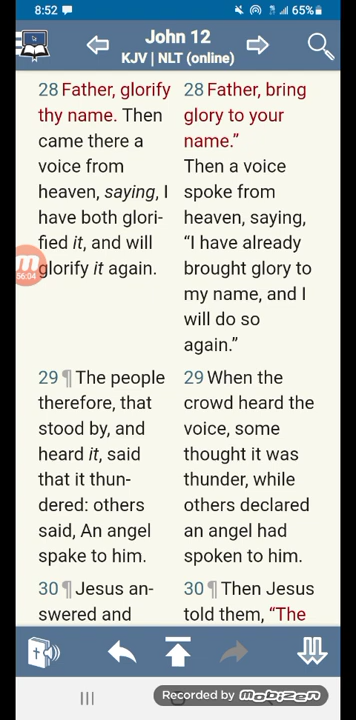 8:52
65%
John 12
KJV | NLT (online)
28 Father, glorify
thy name. Then
came there a
voice from
heaven, saying, I
have both glori-
fied it, and will
glorify it again.
28 Father, bring
glory to your
name.”
Then a voice
spoke from
heaven, saying,
“I have already
brought glory to
my name, and I
will do so
again.”
29 ¶ The people
therefore, that
stood by, and
heard it, said
that it thun-
dered: others
said, An angel
spake to him.
29 When the
crowd heard the
voice, some
thought it was
thunder, while
others declared
an angel had
spoken to him.
30 ¶ Jesus an-
swered and
30 ¶ Then Jesus
told them, “The
56:04
Recorded by mobizen